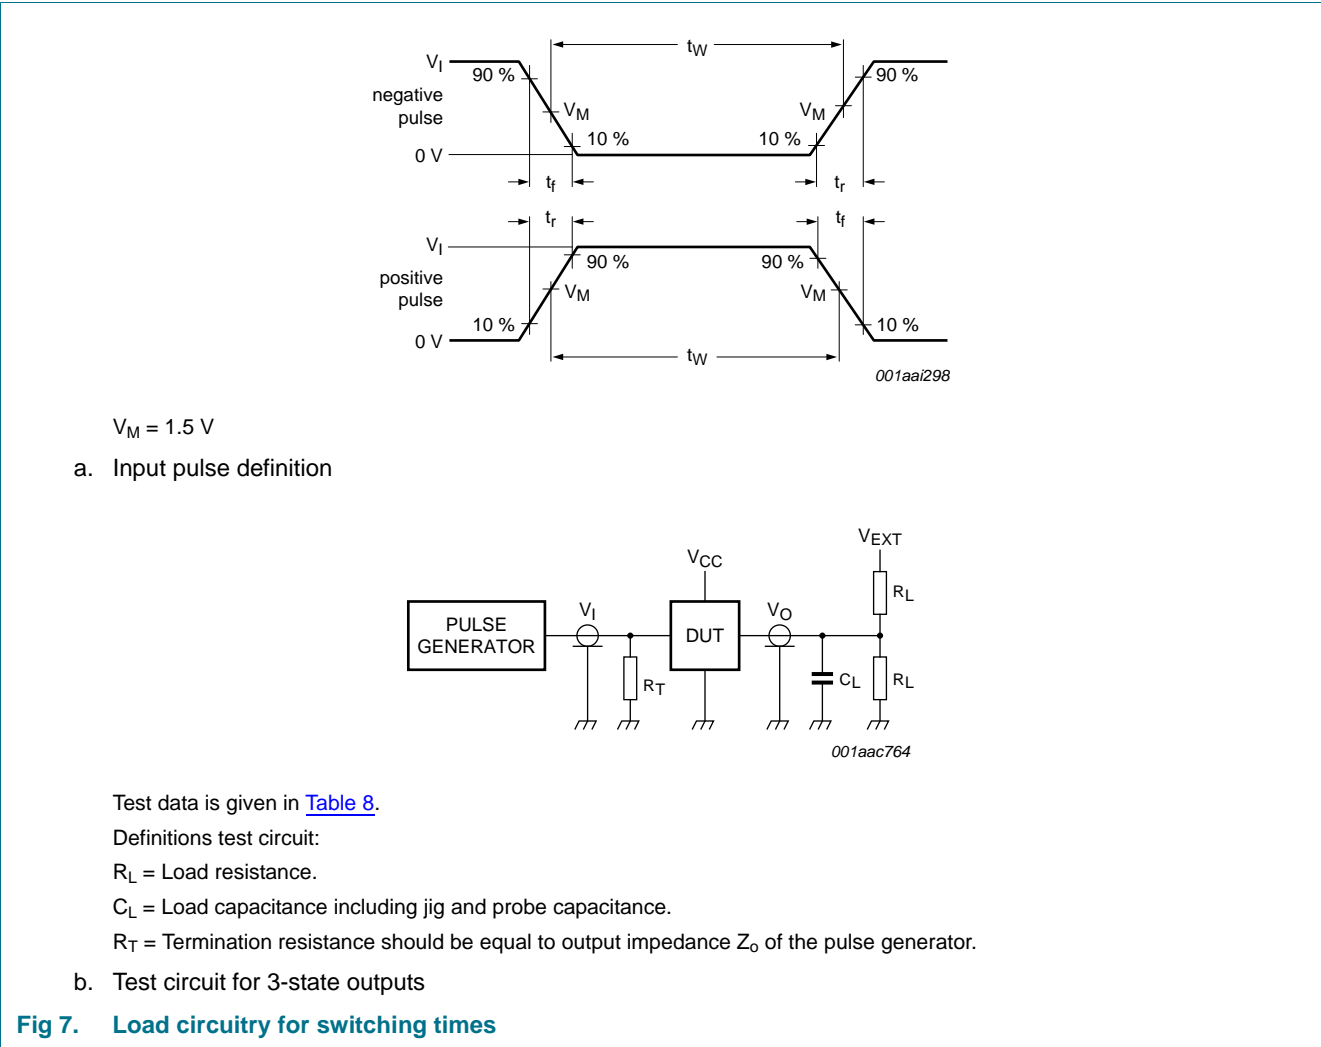 tW
VI
90 %
90 %
negative
pulse
VM
VM
10 %
10 %
0 V
tf
tr
tr
tf
VI
90 %
90 %
positive
pulse
VM
VM
10 %
10 %
0 V
tW
001aai298
VM = 1.5 V
a. Input pulse definition
VEXT
VCC
RL
VI
VO
PULSE
GENERATOR
DUT
RT
CL
RL
001aac764
Test data is given in Table 8.
Definitions test circuit:
RL = Load resistance.
CL = Load capacitance including jig and probe capacitance.
RT = Termination resistance should be equal to output impedance Zo of the pulse generator.
b. Test circuit for 3-state outputs
Fig 7. Load circuitry for switching times